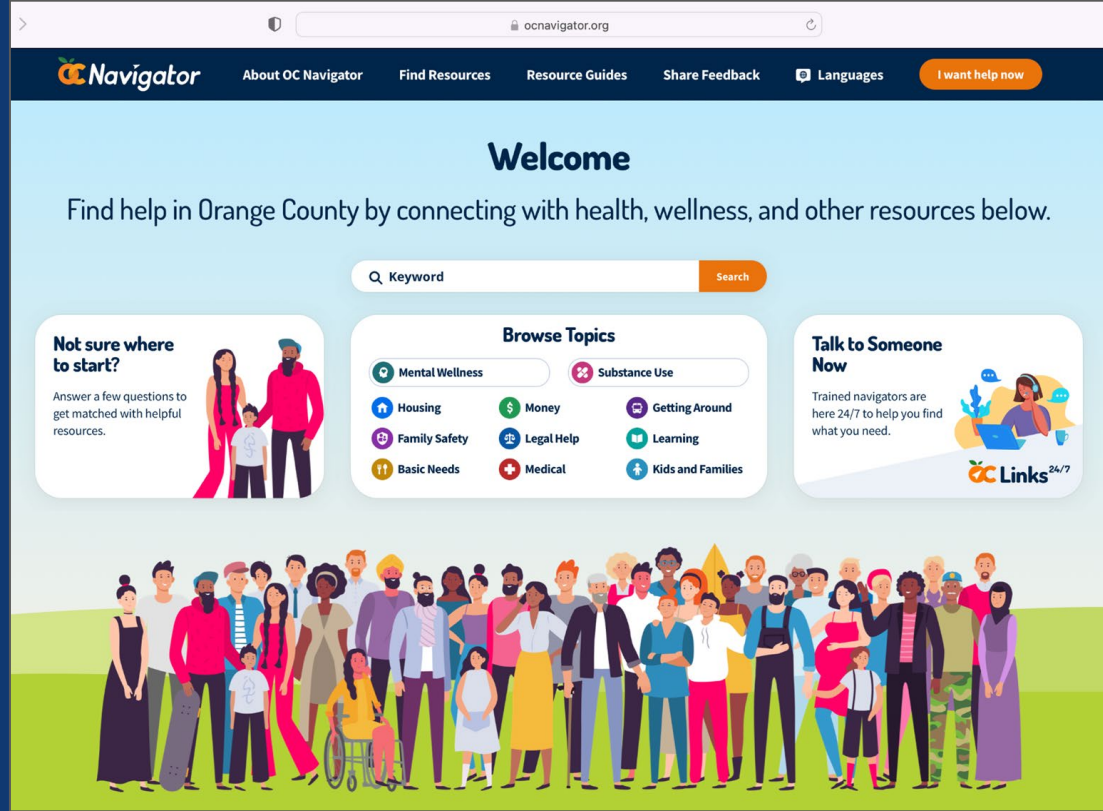 ocnavigator.org
OC Navigator
About OC Navigator
Find Resources
Resource Guides
Share Feedback
Languages
I want help now
Welcome
Find help in Orange County by connecting with health, wellness, and other resources below.
Keyword
Search
Not sure where
to start?
Answer a few questions to
get matched with helpful
resources.
Browse Topics
Mental Wellness
Substance Use
Housing
Money
Getting Around
Family Safety
Legal Help
Learning
Basic Needs
Medical
Kids and Families
Talk to Someone
Now
Trained navigators are
here 24/7 to help you find
what you need.
OC Links 24/7